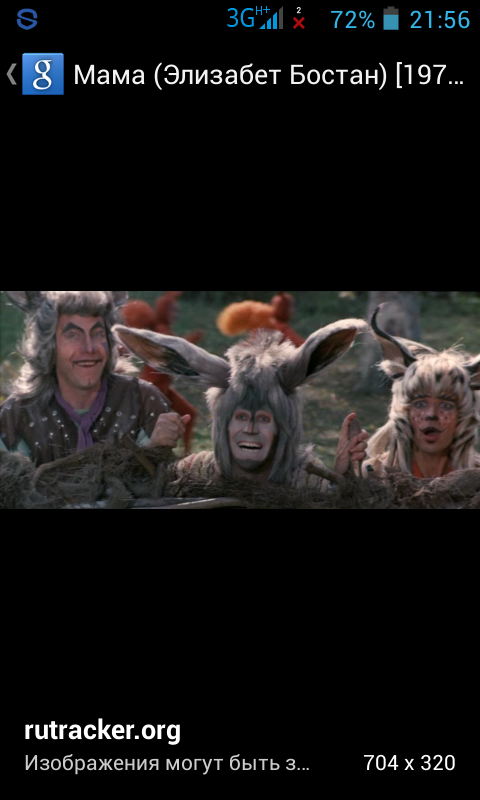 3G H+ 2 72% 21:56
Мама (Элизабет Бостан) [197...
rutracker.org
Изображения могут быть з... 704 x 320